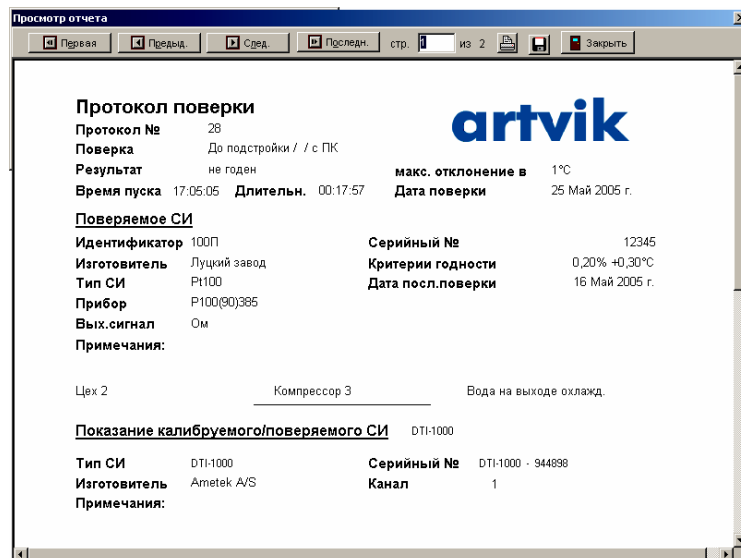 Просмотр отчета
Первая Предыд. След. Последн. стр. 1 из 2 Закрыть
Протокол поверки
artvik
Протокол № 28
Поверка До подстройки / / с ПК
Результат не годен макс. отклонение в 1°C
Время пуска 17:05:05 Длительн. 00:17:57 Дата поверки 25 Май 2005 г.
Поверяемое СИ
Идентификатор 100П Серийный № 12345
Изготовитель Луцкий завод Критерии годности 0,20% +0,30°C
Тип СИ Pt100 Дата посл.поверки 16 Май 2005 г.
Прибор P100(90)385
Вых.сигнал Ом
Примечания:
Цех 2 Компрессор 3 Вода на выходе охлажд.
Показание калибруемого/поверяемого СИ DTI-1000
Тип СИ DTI-1000 Серийный № DTI-1000 - 944898
Изготовитель Ametek A/S Канал 1
Примечания: